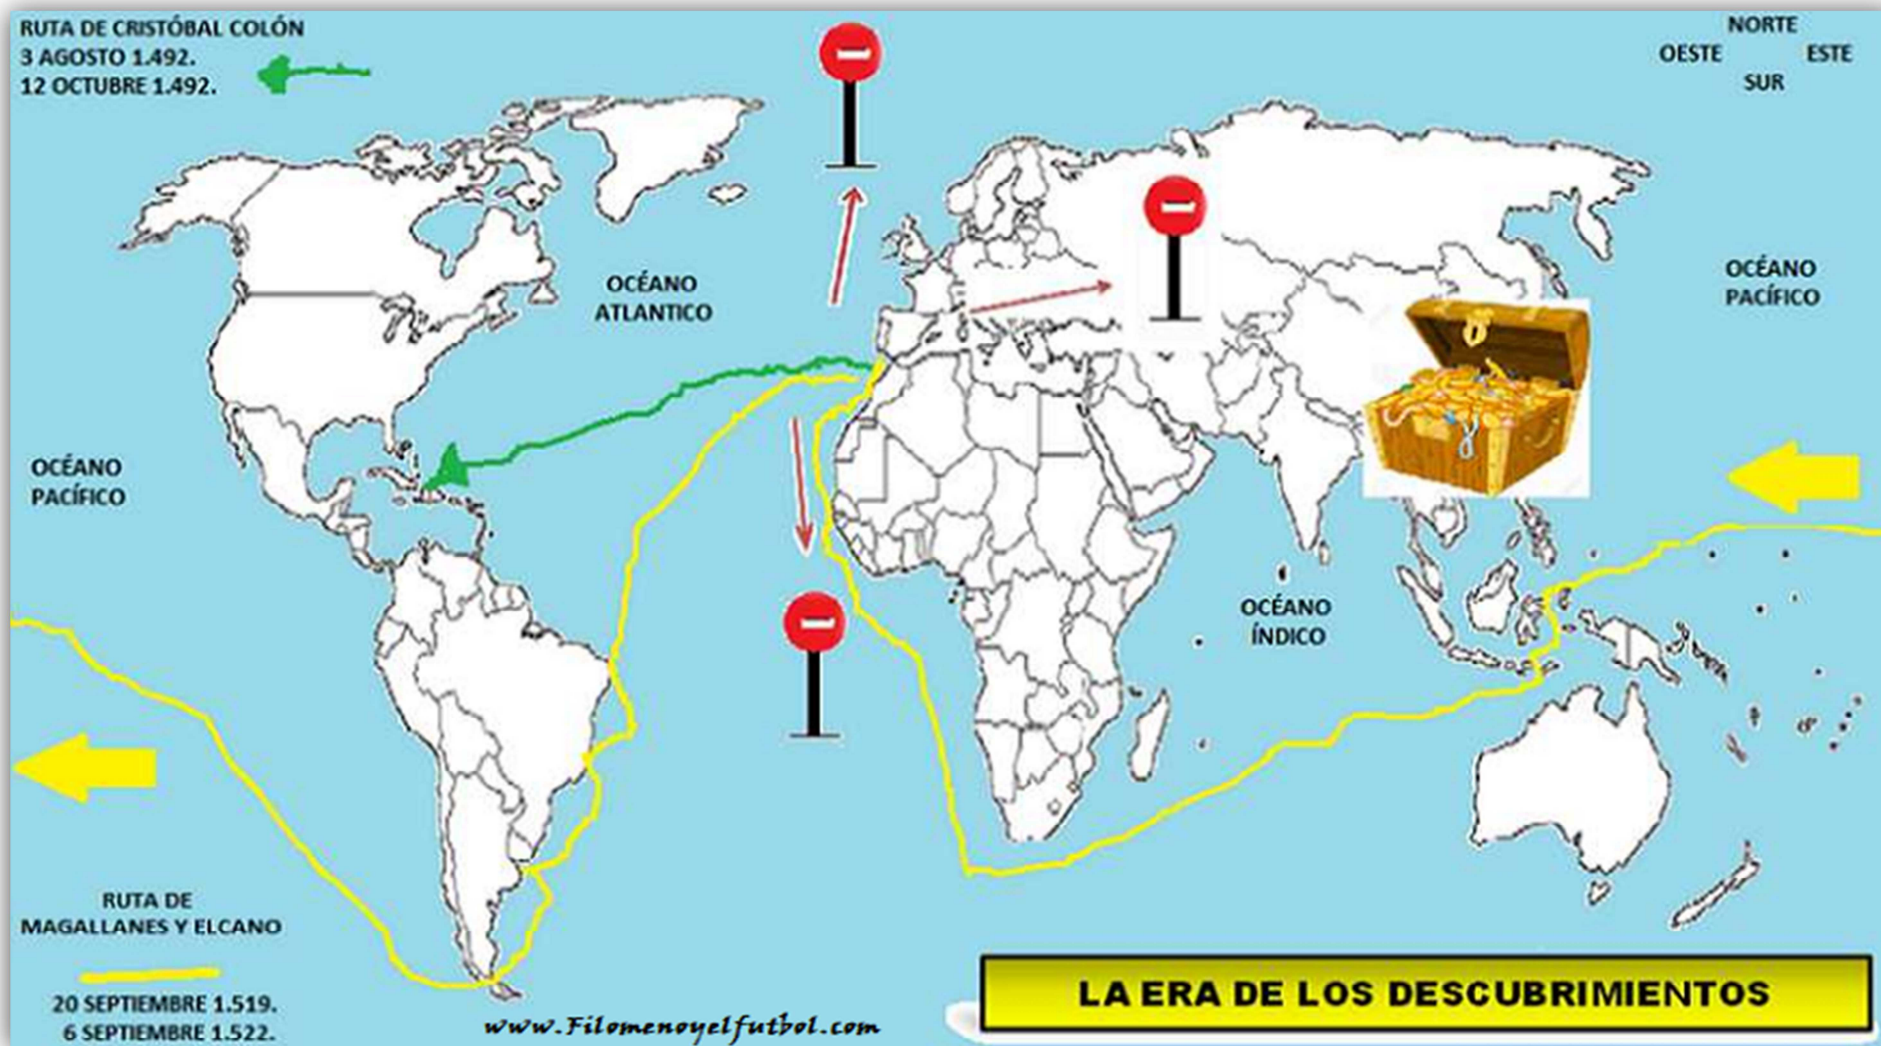 RUTA DE CRISTÓBAL COLÓN
3 AGOSTO 1.492.
12 OCTUBRE 1.492.
NORTE
OESTE ESTE
SUR
OCÉANO
ATLANTICO
OCÉANO
PACÍFICO
OCÉANO
PACÍFICO
OCÉANO
ÍNDICO
RUTA DE
MAGALLANES Y ELCANO
20 SEPTIEMBRE 1.519.
6 SEPTIEMBRE 1.522.
LA ERA DE LOS DESCUBRIMIENTOS
www.Filomenoyelfutbol.com